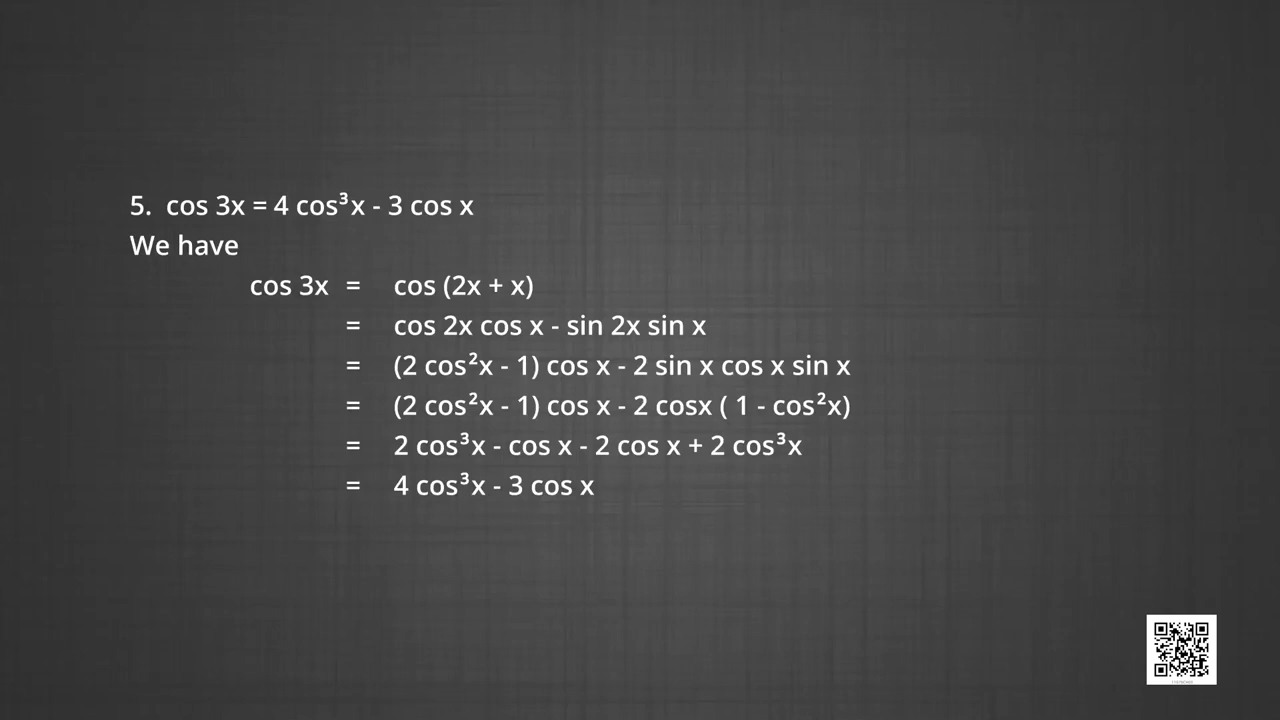 5. cos 3x = 4 cos³x - 3 cos x
We have
cos 3x = cos (2x + x)
= cos 2x cos x - sin 2x sin x
= (2 cos²x - 1) cos x - 2 sin x cos x sin x
= (2 cos²x - 1) cos x - 2 cosx ( 1 - cos²x)
= 2 cos³x - cos x - 2 cos x + 2 cos³x
= 4 cos³x - 3 cos x